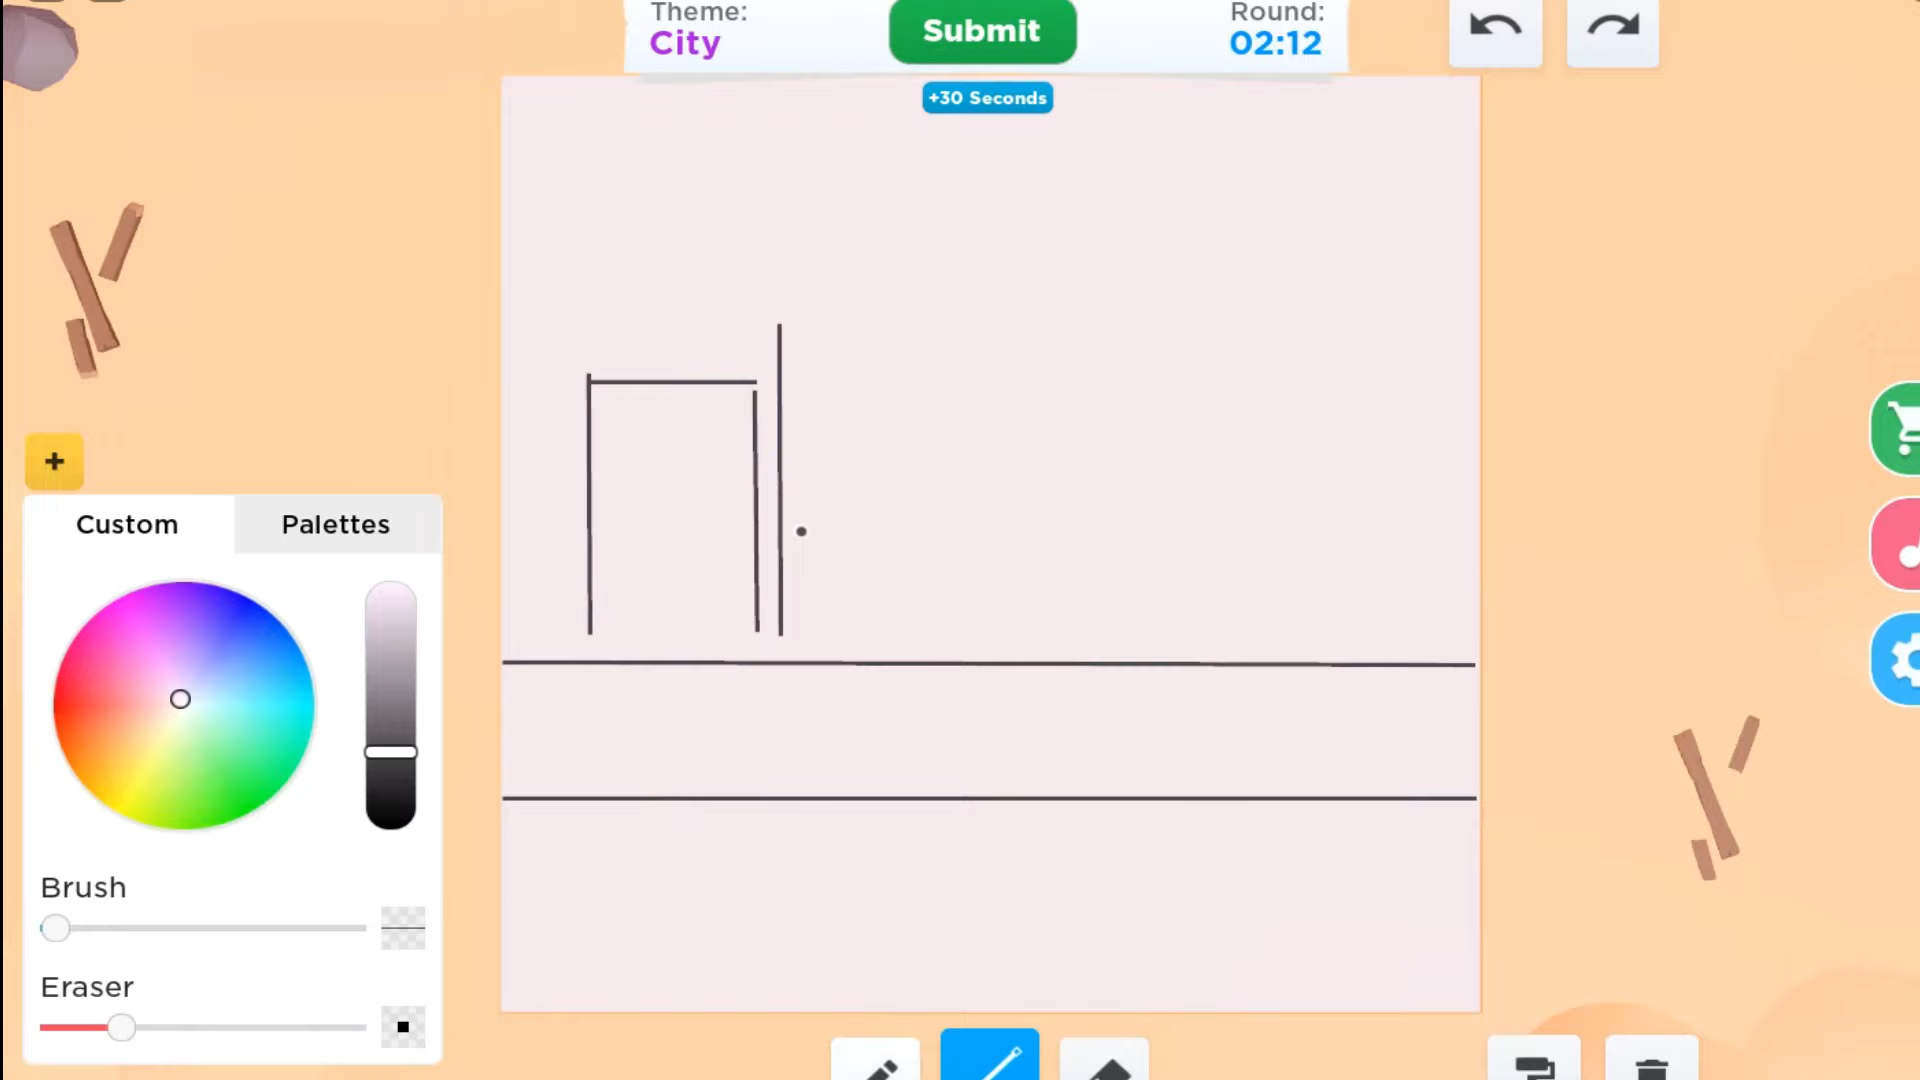 Theme:
City
Submit
Round:
02:12
+30 Seconds
+
Custom
Palettes
Brush
Eraser